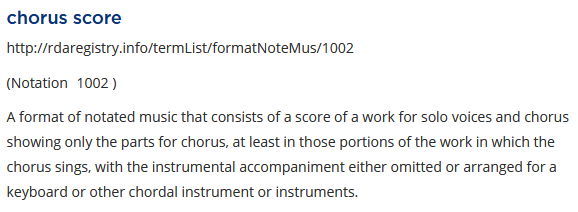 chorus score
http://rdaregistry.info/termList/formatNoteMus/1002
(Notation 1002 )
A format of notated music that consists of a score of a work for solo voices and chorus
showing only the parts for chorus, at least in those portions of the work in which the
chorus sings, with the instrumental accompaniment either omitted or arranged for a
keyboard or other chordal instrument or instruments.